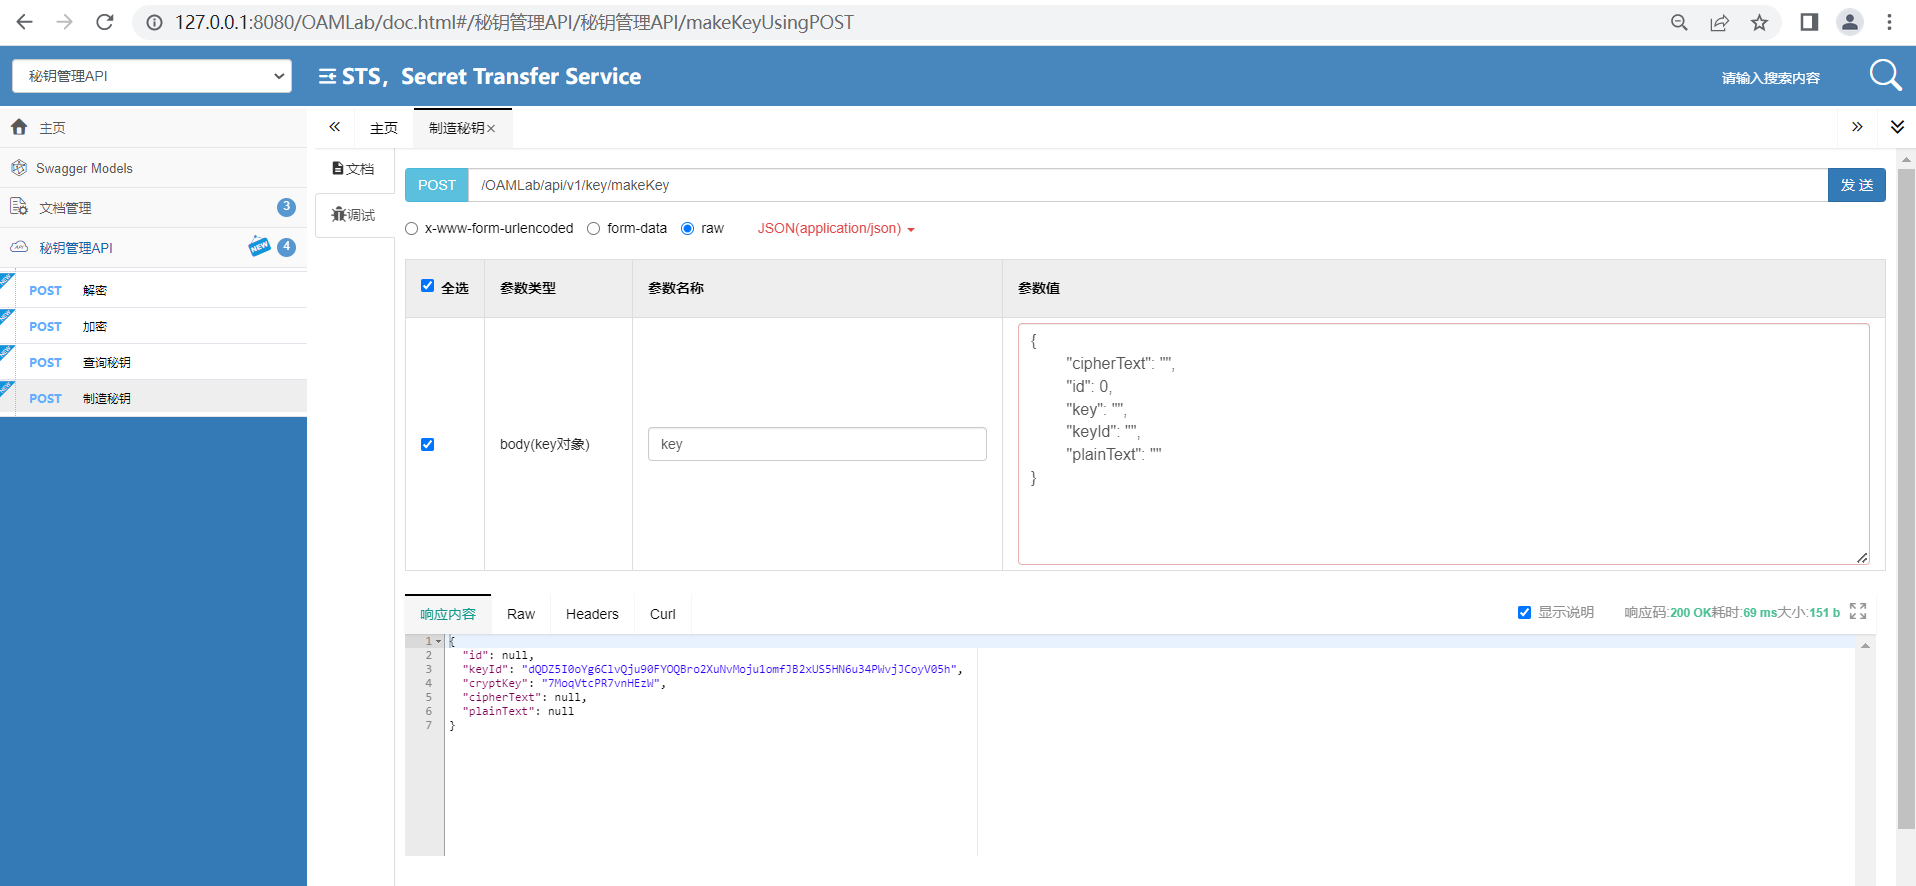 127.0.0.1:8080/OAMLab/doc.html#/秘钥管理API/秘钥管理API/makeKeyUsingPOST
秘钥管理API
STS，Secret Transfer Service
请输入搜索内容
主页
Swagger Models
文档管理 3
秘钥管理API NEW 4
NEW POST 解密
NEW POST 加密
NEW POST 查询秘钥
NEW POST 制造秘钥
主页 制造秘钥×
文档
调试
POST /OAMLab/api/v1/key/makeKey 发 送
x-www-form-urlencoded form-data raw JSON(application/json)
全选 参数类型 参数名称 参数值
body(key对象) key
{
"cipherText": "",
"id": 0,
"key": "",
"keyId": "",
"plainText": ""
}
响应内容 Raw Headers Curl 显示说明 响应码:200 OK耗时:69 ms大小:151 b
1 {
2 "id": null,
3 "keyId": "dQDZ5I0oYg6ClvQju90FYOQBro2XuNvMoju1omfJB2xUS5HN6u34PWvjJCoyV05h",
4 "cryptKey": "7MoqVtcPR7vnHEzW",
5 "cipherText": null,
6 "plainText": null
7 }